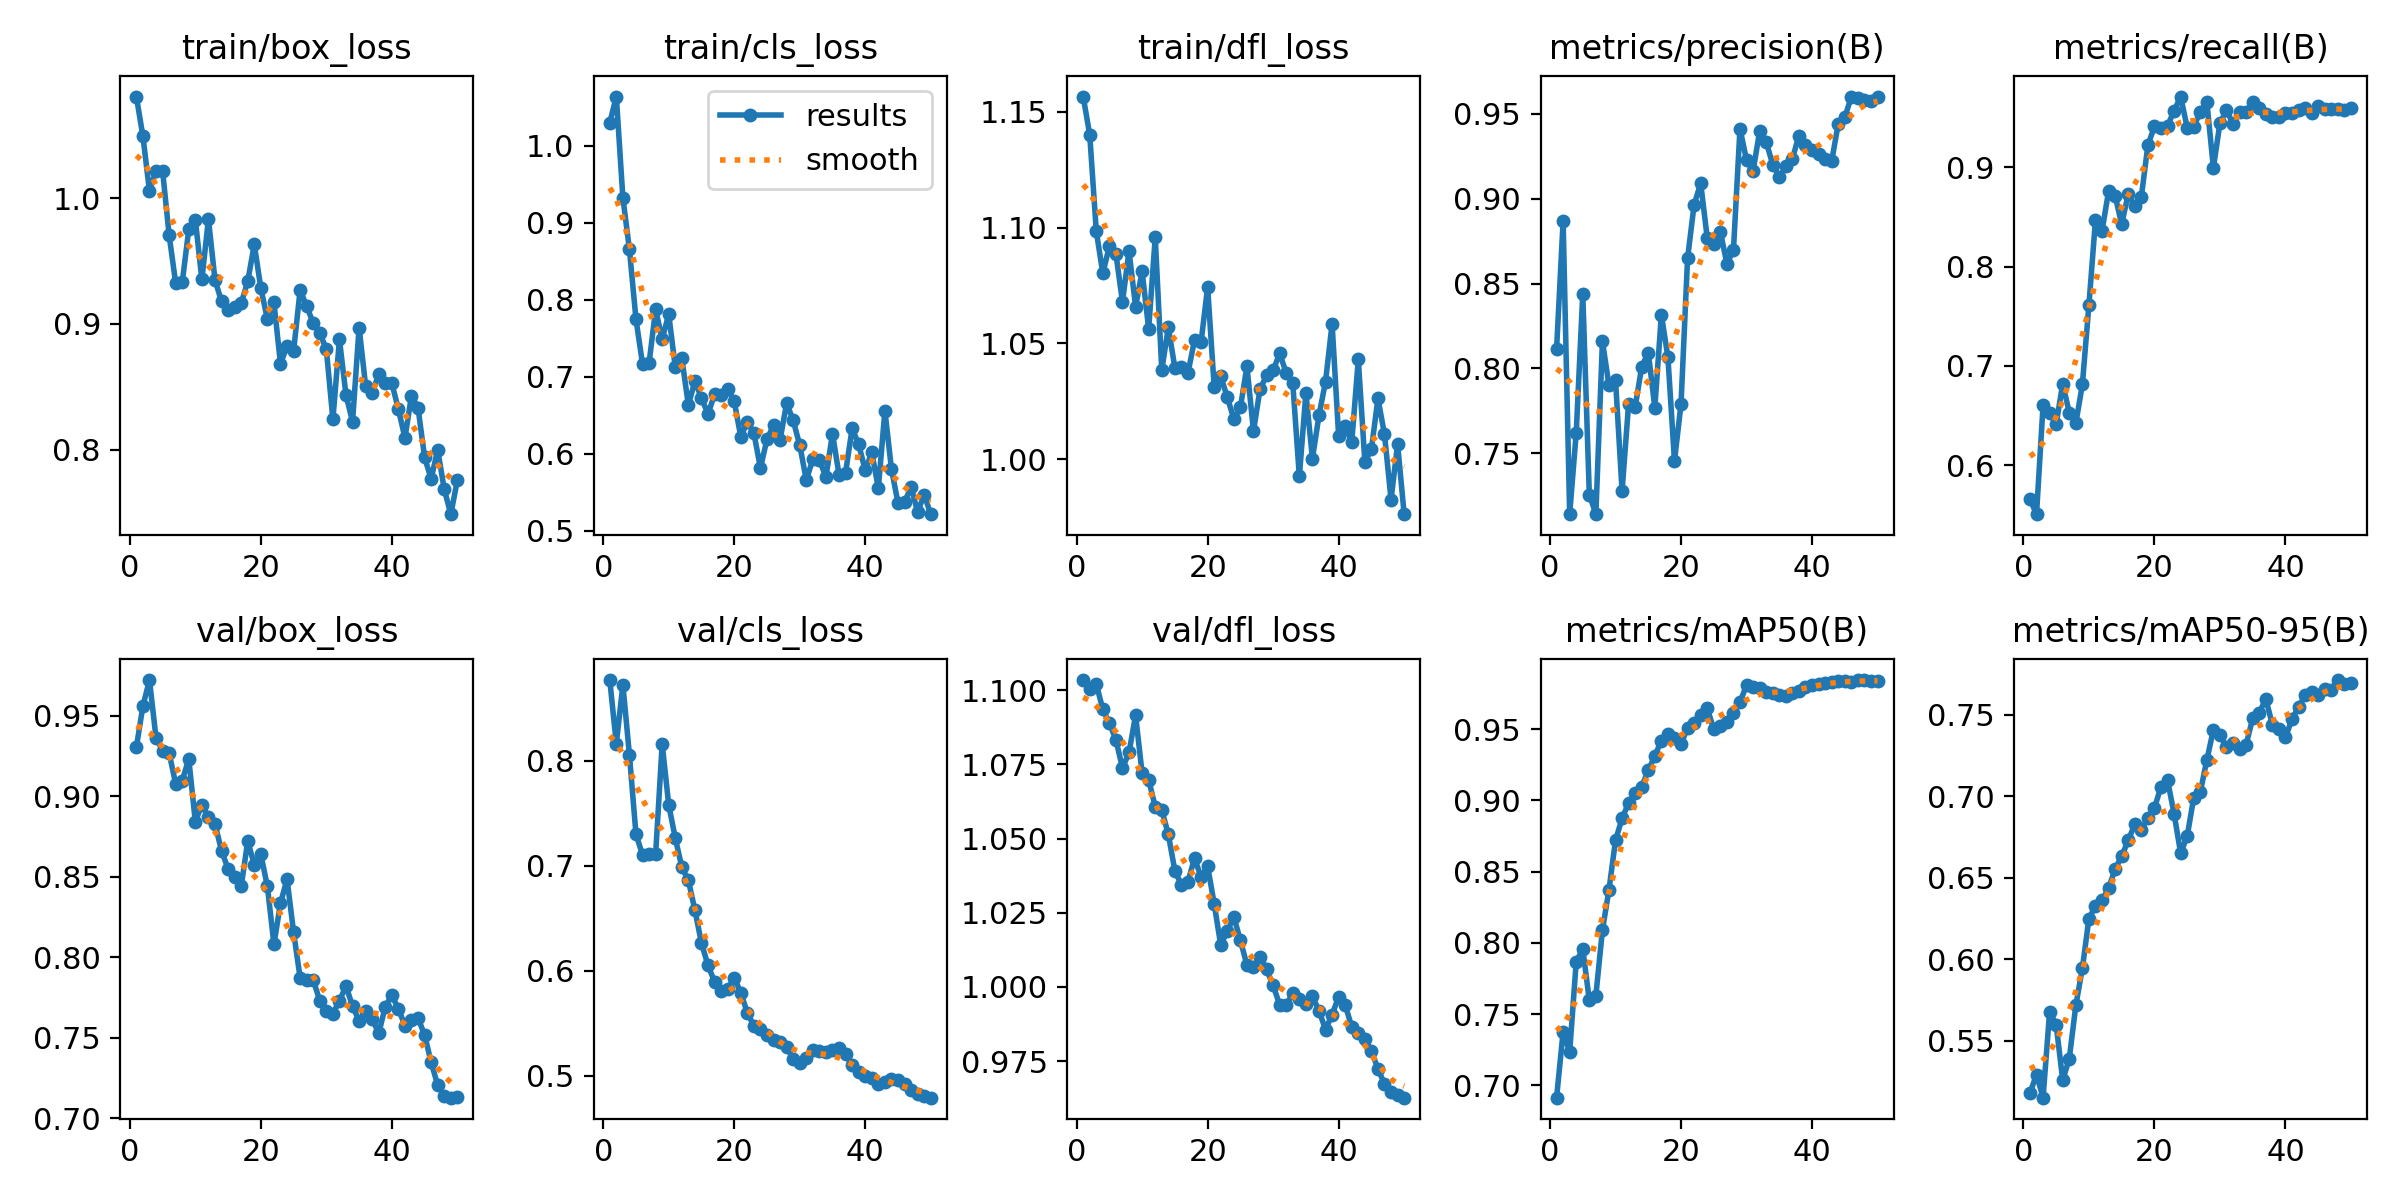 train/box_loss
1.0
0.9
0.8
0 20 40
train/cls_loss
results
smooth
1.0
0.9
0.8
0.7
0.6
0.5
0 20 40
train/dfl_loss
1.15
1.10
1.05
1.00
0 20 40
metrics/precision(B)
0.95
0.90
0.85
0.80
0.75
0 20 40
metrics/recall(B)
0.9
0.8
0.7
0.6
0 20 40
val/box_loss
0.95
0.90
0.85
0.80
0.75
0.70
0 20 40
val/cls_loss
0.8
0.7
0.6
0.5
0 20 40
val/dfl_loss
1.100
1.075
1.050
1.025
1.000
0.975
0 20 40
metrics/mAP50(B)
0.95
0.90
0.85
0.80
0.75
0.70
0 20 40
metrics/mAP50-95(B)
0.75
0.70
0.65
0.60
0.55
0 20 40